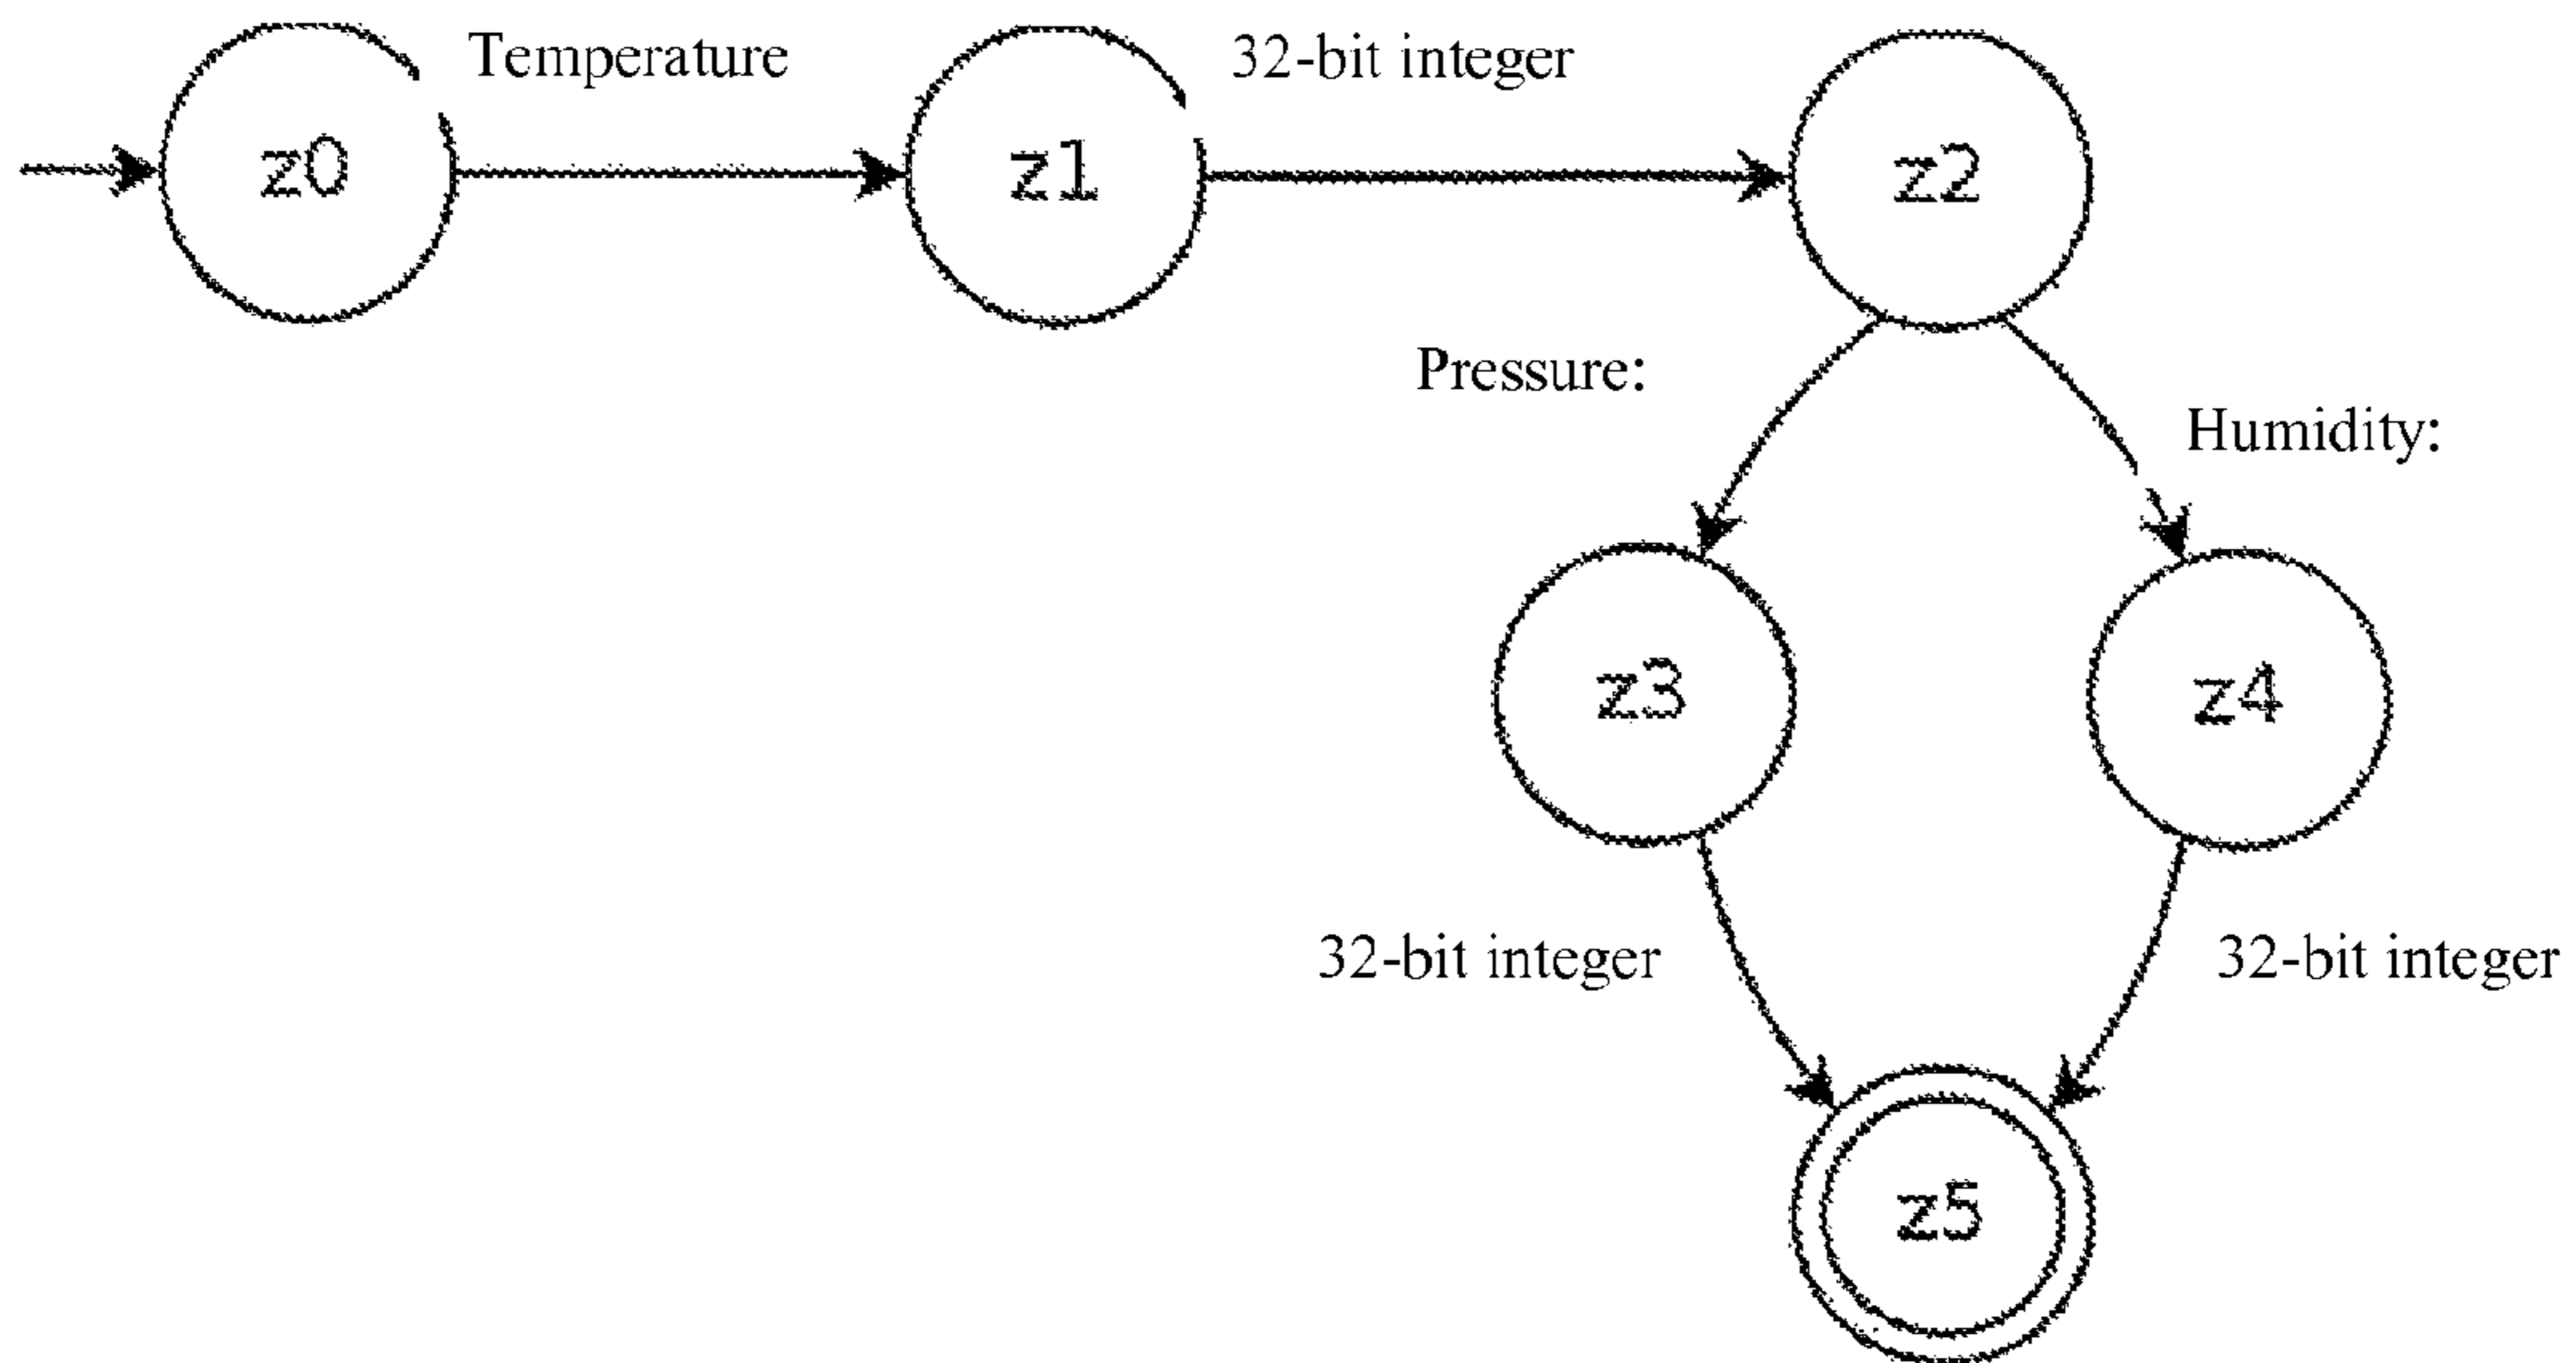 Temperature
32-bit integer
z0
z1
z2
Pressure:
Humidity:
z3
z4
32-bit integer
32-bit integer
z5